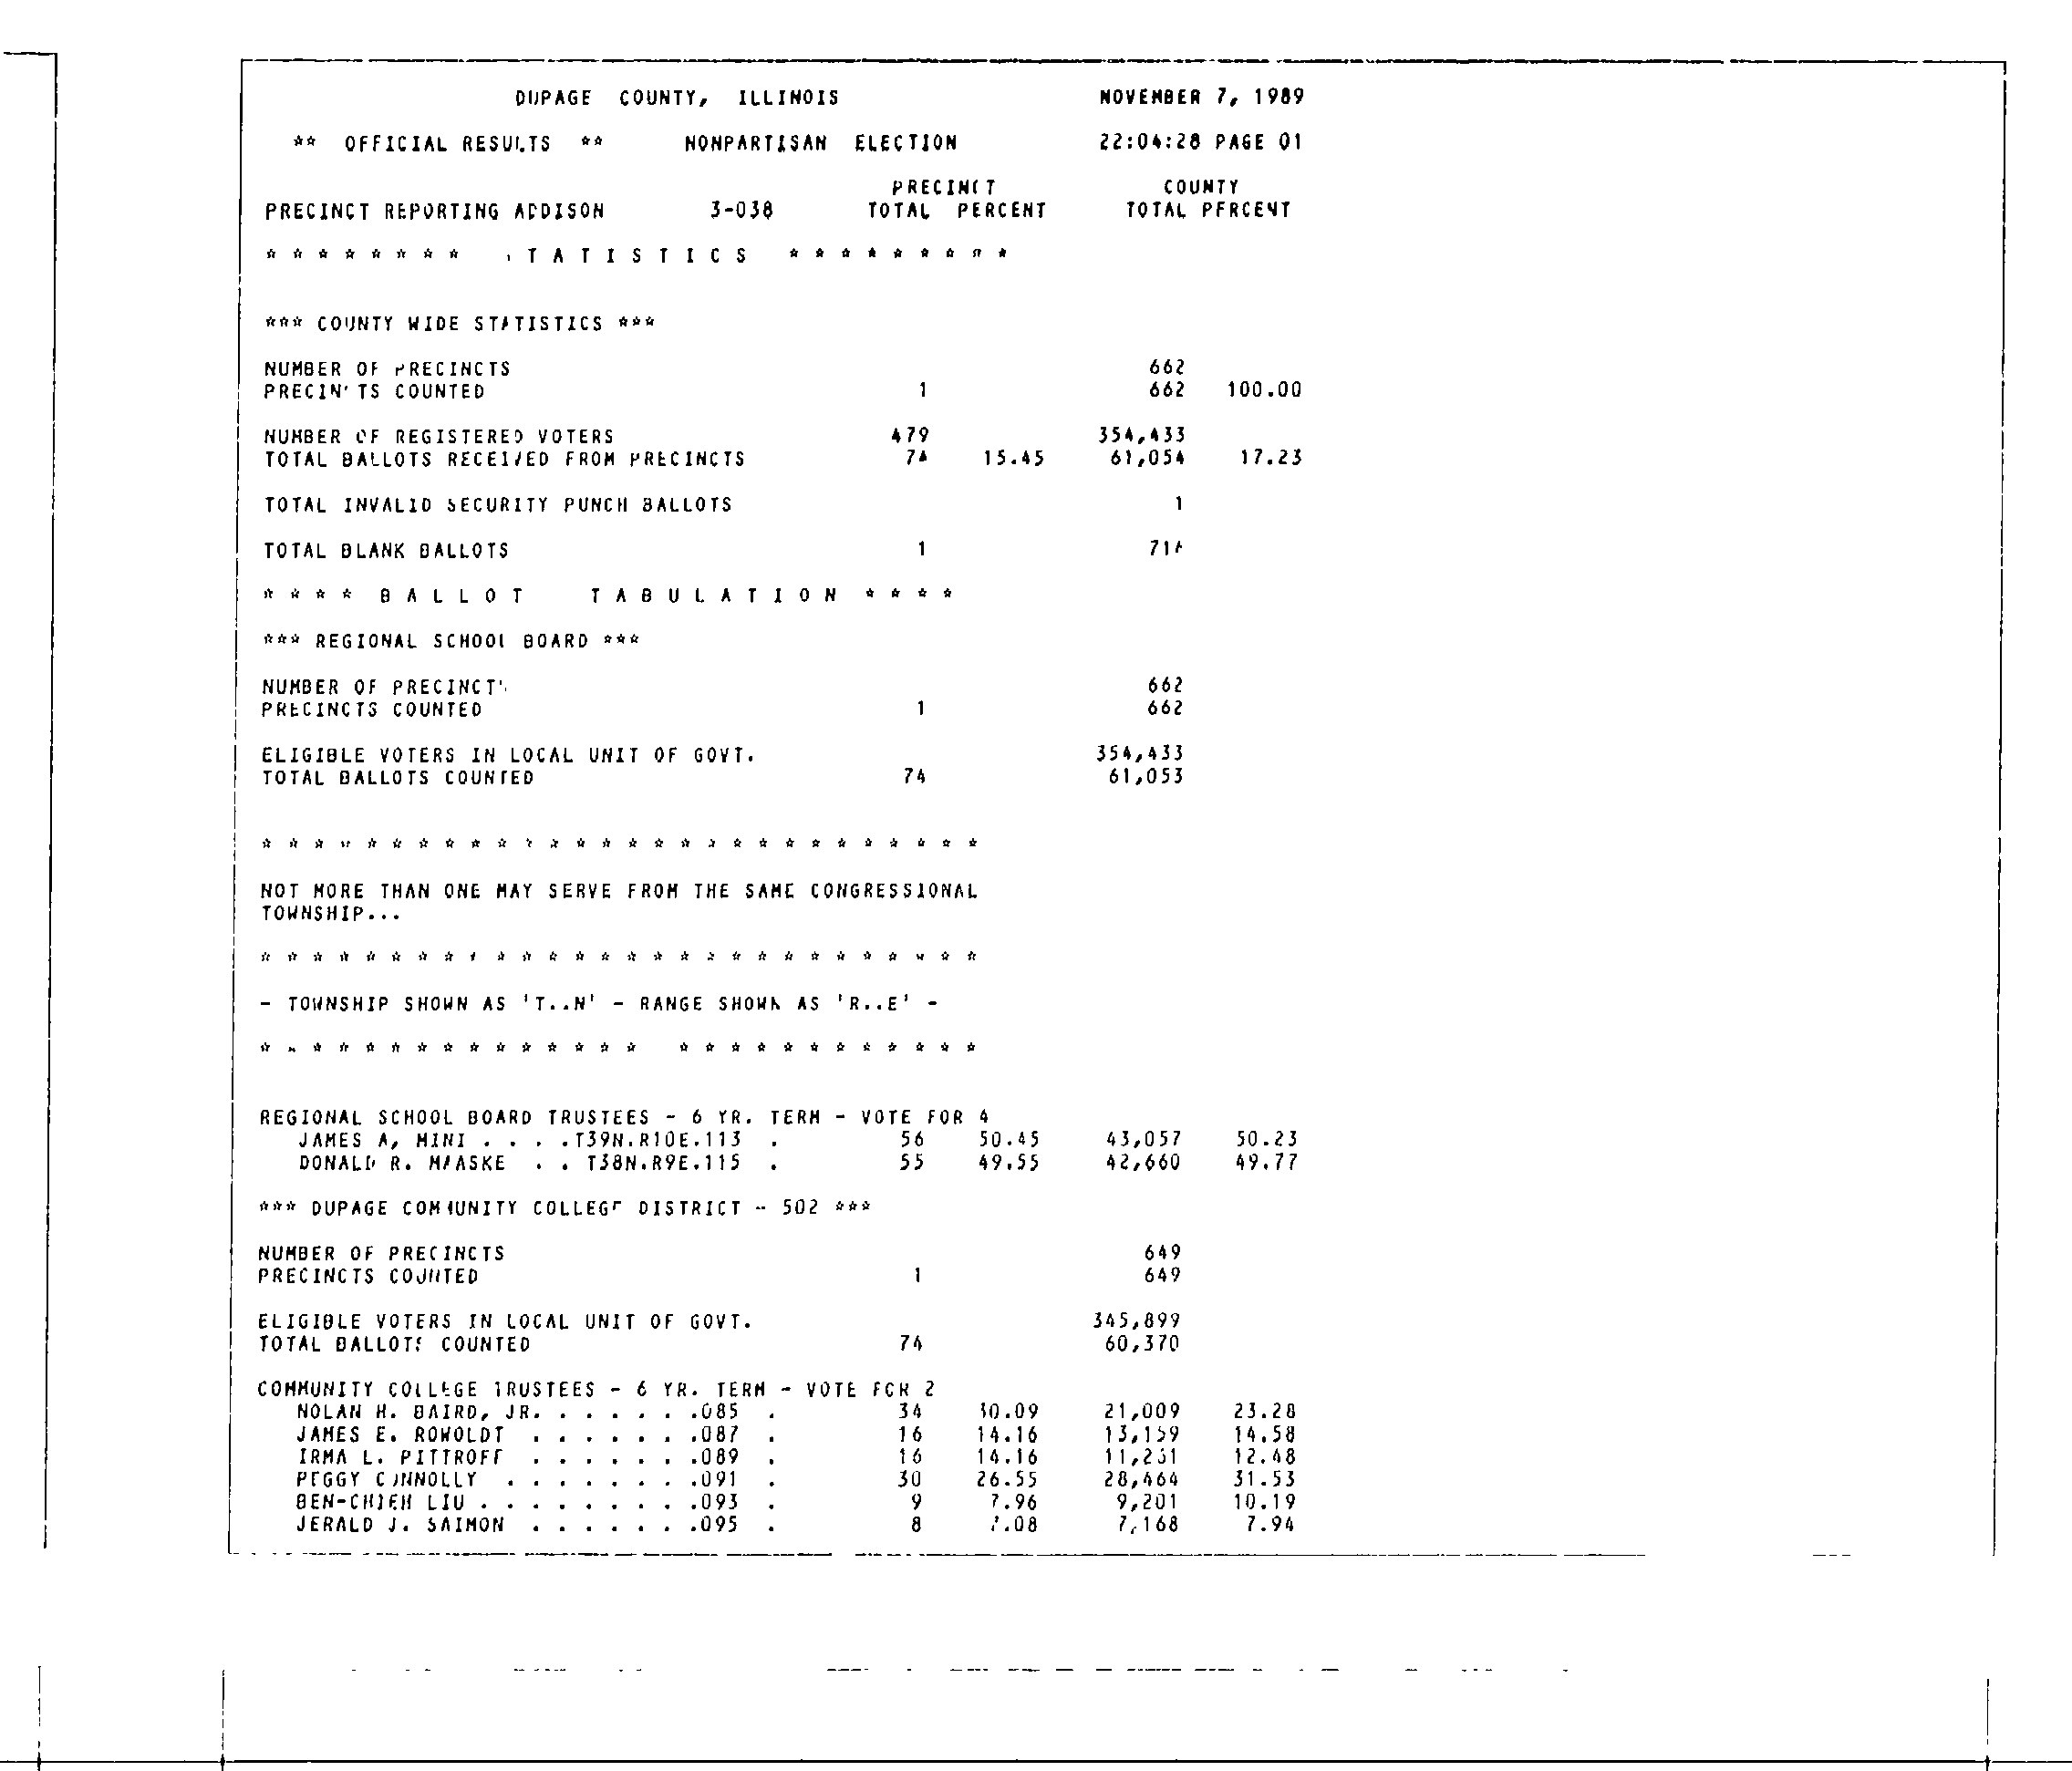 DUPAGE COUNTY, ILLINOIS NOVEMBER 7, 1989
** OFFICIAL RESULTS ** NONPARTISAN ELECTION 22:04:28 PAGE 01
PRECINCT COUNTY
PRECINCT REPORTING ADDISON 3-038 TOTAL PERCENT TOTAL PERCENT
* * * * * * * * S T A T I S T I C S * * * * * * * * *
*** COUNTY WIDE STATISTICS ***
NUMBER OF PRECINCTS 662
PRECINCTS COUNTED 1 662 100.00
NUMBER OF REGISTERED VOTERS 479 354,433
TOTAL BALLOTS RECEIVED FROM PRECINCTS 74 15.45 61,054 17.23
TOTAL INVALID SECURITY PUNCH BALLOTS 1
TOTAL BLANK BALLOTS 1
* * * * B A L L O T T A B U L A T I O N * * * *
*** REGIONAL SCHOOL BOARD ***
NUMBER OF PRECINCTS 662
PRECINCTS COUNTED 1 662
ELIGIBLE VOTERS IN LOCAL UNIT OF GOVT. 354,433
TOTAL BALLOTS COUNTED 74 61,053
* * * * * * * * * * * * * * * * * * * * * * * * * * * *
NOT MORE THAN ONE MAY SERVE FROM THE SAME CONGRESSIONAL
TOWNSHIP...
* * * * * * * * * * * * * * * * * * * * * * * * * * * *
- TOWNSHIP SHOWN AS 'T..N' - RANGE SHOWN AS 'R..E' -
* * * * * * * * * * * * * * * * * * * * * * * * * * *
REGIONAL SCHOOL BOARD TRUSTEES - 6 YR. TERM - VOTE FOR 4
JAMES A, MINI . . . .T39N.R10E.113 . 56 50.45 43,057 50.23
DONALD R. MAASKE . . T38N.R9E.115 . 55 49.55 42,660 49.77
*** DUPAGE COMMUNITY COLLEGE DISTRICT - 502 ***
NUMBER OF PRECINCTS 649
PRECINCTS COUNTED 1 649
ELIGIBLE VOTERS IN LOCAL UNIT OF GOVT. 345,899
TOTAL BALLOTS COUNTED 74 60,370
COMMUNITY COLLEGE TRUSTEES - 6 YR. TERM - VOTE FOR 2
NOLAN H. BAIRD, JR. . . . . . .085 . 34 30.09 21,009 23.28
JAMES E. ROWOLDT . . . . . . .087 . 16 14.16 13,159 14.58
IRMA L. PITTROFF . . . . . . .089 . 16 14.16 12.48
PEGGY CONNOLLY . . . . . . . .091 . 30 26.55 28,464 31.53
BEN-CHIEH LIU . . . . . . . . .093 . 9 7.96 9,201 10.19
JERALD J. SAIMON . . . . . . .095 . 8 7.08 7,168 7.94